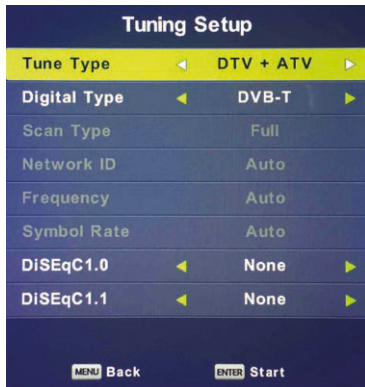 Tuning Setup
Tune Type DTV + ATV
Digital Type DVB-T
Scan Type Full
Network ID Auto
Frequency Auto
Symbol Rate Auto
DiSEqC1.0 None
DiSEqC1.1 None
MENU Back ENTER Start